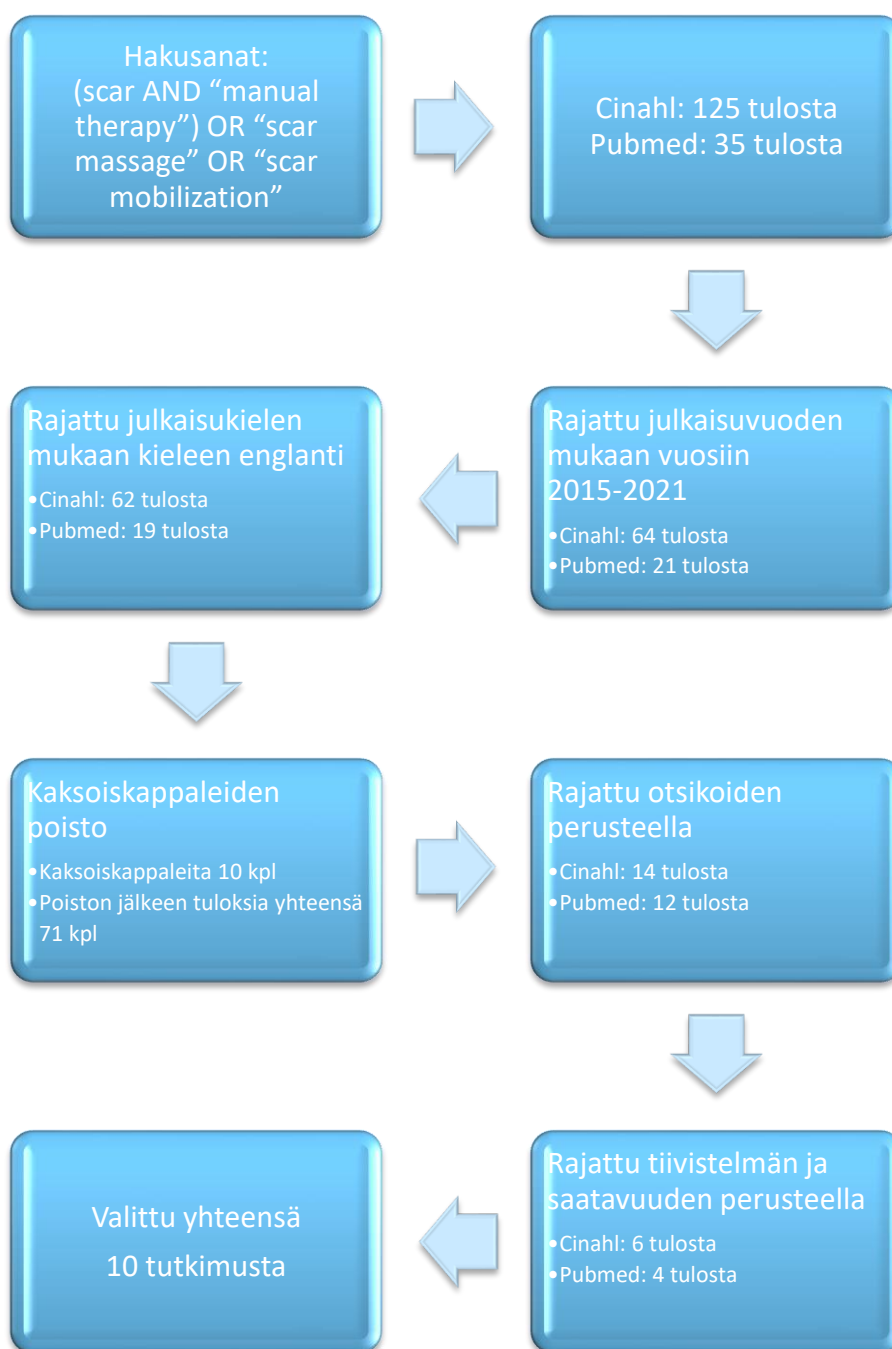 Hakusanat:
(scar AND “manual
therapy”) OR “scar
massage” OR “scar
mobilization”
Cinahl: 125 tulosta
Pubmed: 35 tulosta
Rajattu julkaisuvuoden
mukaan vuosiin
2015-2021
•Cinahl: 64 tulosta
•Pubmed: 21 tulosta
Rajattu julkaisukielen
mukaan kieleen englanti
•Cinahl: 62 tulosta
•Pubmed: 19 tulosta
Kaksoiskappaleiden
poisto
•Kaksoiskappaleita 10 kpl
•Poiston jälkeen tuloksia yhteensä
71 kpl
Rajattu otsikoiden
perusteella
•Cinahl: 14 tulosta
•Pubmed: 12 tulosta
Rajattu tiivistelmän ja
saatavuuden perusteella
•Cinahl: 6 tulosta
•Pubmed: 4 tulosta
Valittu yhteensä
10 tutkimusta